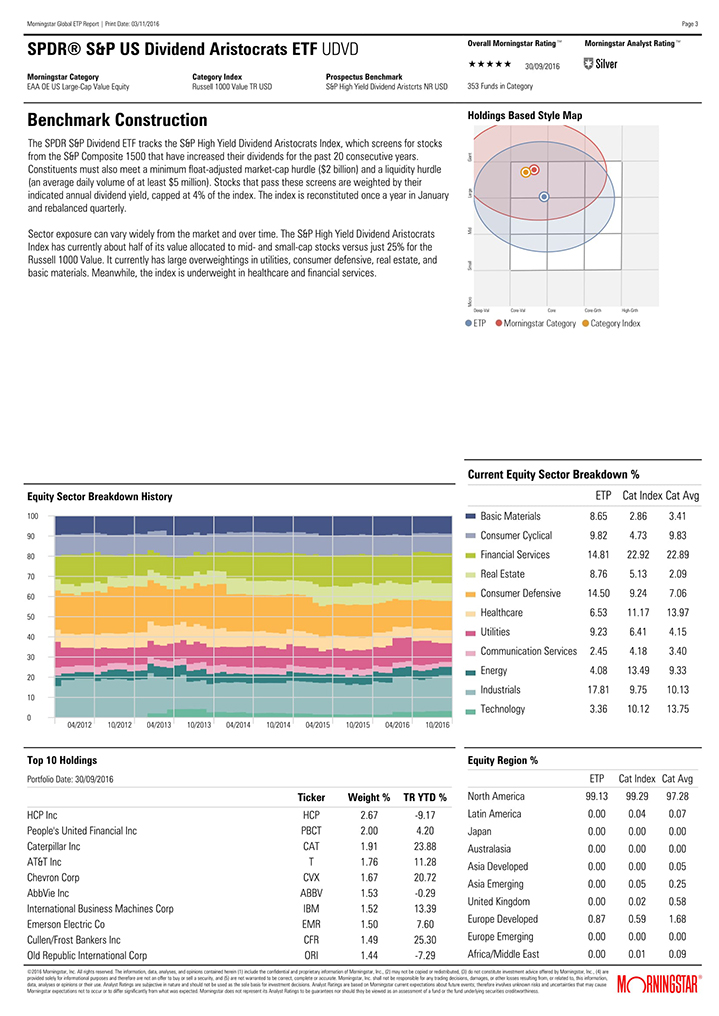 Morningstar Global ETP Report | Print Date: 03/11/2016 Page 3
SPDR® S&P US Dividend Aristocrats ETF UDVD
Overall Morningstar Rating™ Morningstar Analyst Rating™
★★★★★ 30/09/2016 Silver
Morningstar Category Category Index Prospectus Benchmark
EAA OE US Large-Cap Value Equity Russell 1000 Value TR USD S&P High Yield Dividend Aristcrts NR USD
353 Funds in Category
Benchmark Construction
The SPDR S&P Dividend ETF tracks the S&P High Yield Dividend Aristocrats Index, which screens for stocks
from the S&P Composite 1500 that have increased their dividends for the past 20 consecutive years.
Constituents must also meet a minimum float-adjusted market-cap hurdle ($2 billion) and a liquidity hurdle
(an average daily volume of at least $5 million). Stocks that pass these screens are weighted by their
indicated annual dividend yield, capped at 4% of the index. The index is reconstituted once a year in January
and rebalanced quarterly.
Sector exposure can vary widely from the market and over time. The S&P High Yield Dividend Aristocrats
Index has currently about half of its value allocated to mid- and small-cap stocks versus just 25% for the
Russell 1000 Value. It currently has large overweightings in utilities, consumer defensive, real estate, and
basic materials. Meanwhile, the index is underweight in healthcare and financial services.
Holdings Based Style Map
Giant
Large
Mid
Small
Micro
Deep-Val Core-Val Core Core-Grth High-Grth
ETP Morningstar Category Category Index
Equity Sector Breakdown History
100
90
80
70
60
50
40
30
20
10
0
04/2012 10/2012 04/2013 10/2013 04/2014 10/2014 04/2015 10/2015 04/2016 10/2016
Current Equity Sector Breakdown %
ETP Cat Index Cat Avg
Basic Materials 8.65 2.86 3.41
Consumer Cyclical 9.82 4.73 9.83
Financial Services 14.81 22.92 22.89
Real Estate 8.76 5.13 2.09
Consumer Defensive 14.50 9.24 7.06
Healthcare 6.53 11.17 13.97
Utilities 9.23 6.41 4.15
Communication Services 2.45 4.18 3.40
Energy 4.08 13.49 9.33
Industrials 17.81 9.75 10.13
Technology 3.36 10.12 13.75
Top 10 Holdings
Portfolio Date: 30/09/2016
Ticker Weight % TR YTD %
HCP Inc HCP 2.67 -9.17
People's United Financial Inc PBCT 2.00 4.20
Caterpillar Inc CAT 1.91 23.88
AT&T Inc T 1.76 11.28
Chevron Corp CVX 1.67 20.72
AbbVie Inc ABBV 1.53 -0.29
International Business Machines Corp IBM 1.52 13.39
Emerson Electric Co EMR 1.50 7.60
Cullen/Frost Bankers Inc CFR 1.49 25.30
Old Republic International Corp ORI 1.44 -7.29
Equity Region %
ETP Cat Index Cat Avg
North America 99.13 99.29 97.28
Latin America 0.00 0.04 0.07
Japan 0.00 0.00 0.00
Australasia 0.00 0.00 0.00
Asia Developed 0.00 0.00 0.05
Asia Emerging 0.00 0.05 0.25
United Kingdom 0.00 0.02 0.58
Europe Developed 0.87 0.59 1.68
Europe Emerging 0.00 0.00 0.00
Africa/Middle East 0.00 0.01 0.09
©2016 Morningstar, Inc. All rights reserved. The information, data, analyses, and opinions contained herein (1) include the confidential and proprietary information of Morningstar, Inc., (2) may not be copied or redistributed, (3) do not constitute investment advice offered by Morningstar, Inc., (4) are
provided solely for informational purposes and therefore are not an offer to buy or sell a security, and (5) are not warranted to be correct, complete or accurate. Morningstar, Inc. shall not be responsible for any trading decisions, damages, or other losses resulting from, or related to, this information,
data, analyses or opinions or their use. Analyst Ratings are subjective in nature and should not be used as the sole basis for investment decisions. Analyst Ratings are based on Morningstar current expectations about future events; therefore involves unknown risks and uncertainties that may cause
Morningstar expectations not to occur or to differ significantly from what was expected. Morningstar does not represent its Analyst Ratings to be guarantees nor should they be viewed as an assessment of a fund or the fund underlying securities creditworthiness.
MORNINGSTAR®